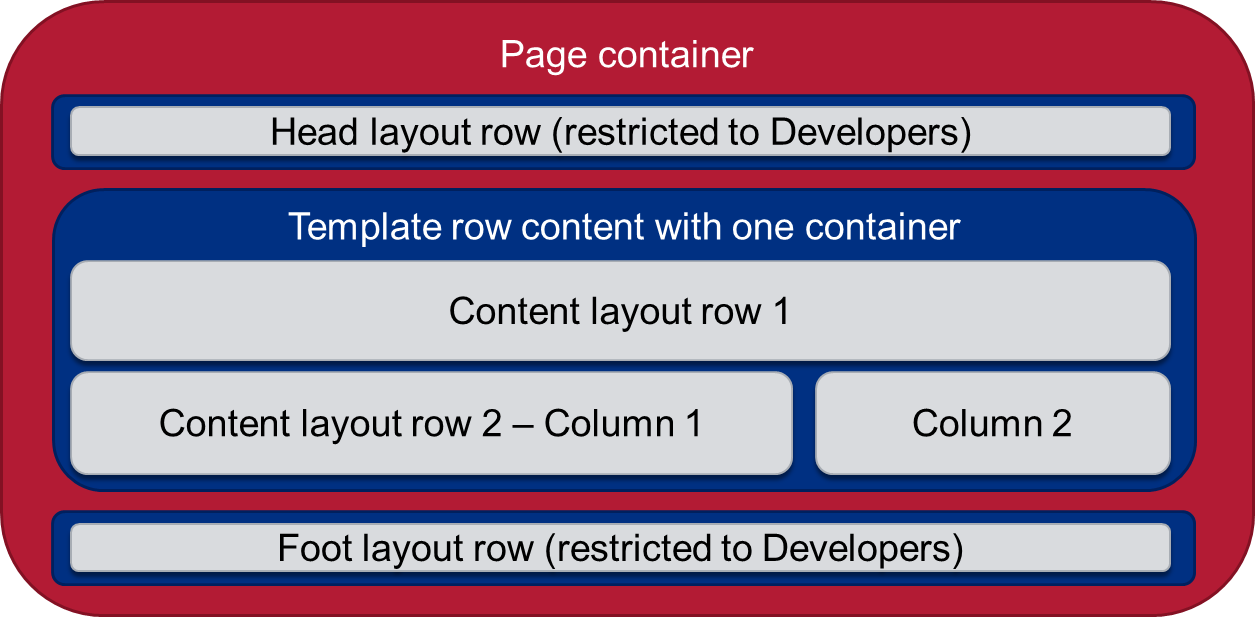 Page container
Head layout row (restricted to Developers)
Template row content with one container
Content layout row 1
Content layout row 2 – Column 1
Column 2
Foot layout row (restricted to Developers)